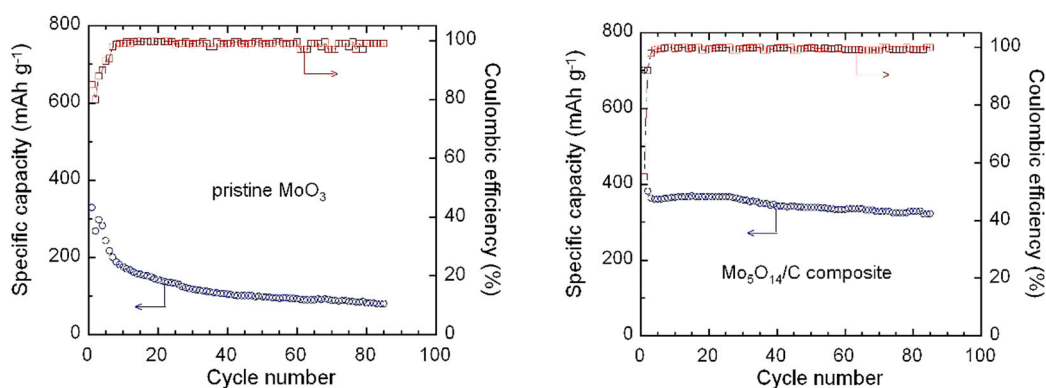 800
600
400
200
0
Specific capacity (mAh g⁻¹)
100
80
60
40
20
0
Coulombic efficiency (%)
pristine MoO₃
0 20 40 60 80 100
Cycle number
800
600
400
200
0
Specific capacity (mAh g⁻¹)
100
80
60
40
20
0
Coulombic efficiency (%)
Mo₅O₁₄/C composite
0 20 40 60 80 100
Cycle number